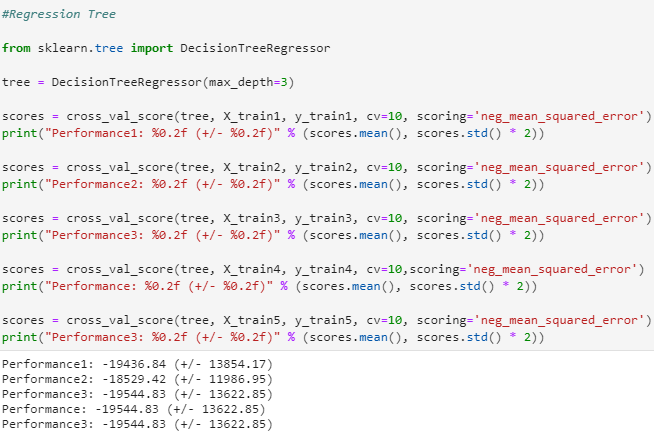 #Regression Tree
from sklearn.tree import DecisionTreeRegressor
tree = DecisionTreeRegressor(max_depth=3)
scores = cross_val_score(tree, X_train1, y_train1, cv=10, scoring='neg_mean_squared_error')
print("Performance1: %0.2f (+/- %0.2f)" % (scores.mean(), scores.std() * 2))
scores = cross_val_score(tree, X_train2, y_train2, cv=10, scoring='neg_mean_squared_error')
print("Performance2: %0.2f (+/- %0.2f)" % (scores.mean(), scores.std() * 2))
scores = cross_val_score(tree, X_train3, y_train3, cv=10, scoring='neg_mean_squared_error')
print("Performance3: %0.2f (+/- %0.2f)" % (scores.mean(), scores.std() * 2))
scores = cross_val_score(tree, X_train4, y_train4, cv=10,scoring='neg_mean_squared_error')
print("Performance: %0.2f (+/- %0.2f)" % (scores.mean(), scores.std() * 2))
scores = cross_val_score(tree, X_train5, y_train5, cv=10, scoring='neg_mean_squared_error')
print("Performance3: %0.2f (+/- %0.2f)" % (scores.mean(), scores.std() * 2))
Performance1: -19436.84 (+/- 13854.17)
Performance2: -18529.42 (+/- 11986.95)
Performance3: -19544.83 (+/- 13622.85)
Performance: -19544.83 (+/- 13622.85)
Performance3: -19544.83 (+/- 13622.85)